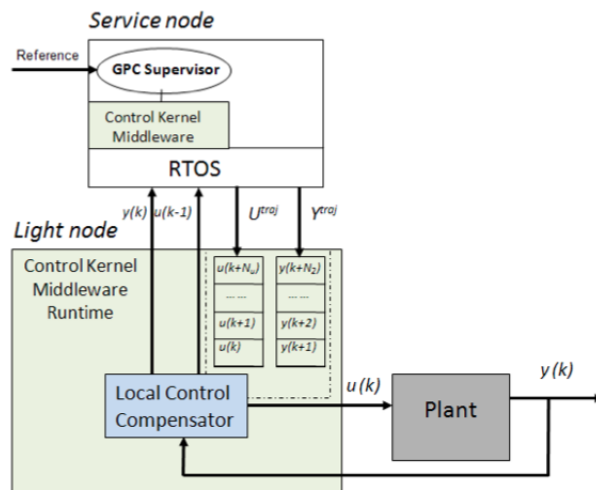 Service node
Reference
GPC Supervisor
Control Kernel
Middleware
RTOS
y(k) u(k-1) U^traj Y^traj
Light node
Control Kernel
Middleware
Runtime
u(k+N_u) y(k+N_2)
... ... ... ...
u(k+1) y(k+2)
u(k) y(k+1)
Local Control
Compensator
u(k)
Plant
y(k)